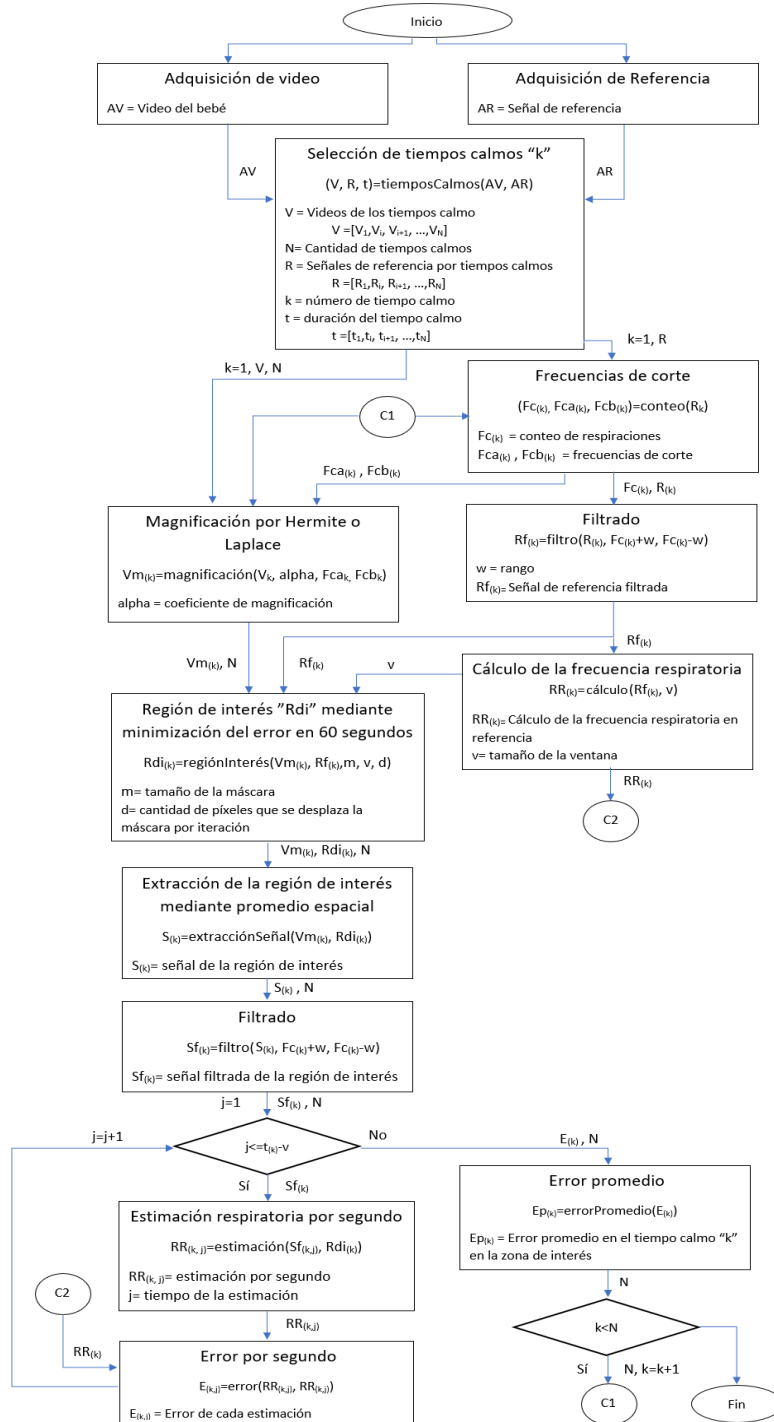 Inicio
Adquisición de video
AV = Video del bebé
Adquisición de Referencia
AR = Señal de referencia
AV
AR
Selección de tiempos calmos “k”
(V, R, t)=tiemposCalmos(AV, AR)
V = Videos de los tiempos calmo
V =[V₁,Vᵢ, Vᵢ₊₁, ...,V_N]
N= Cantidad de tiempos calmos
R = Señales de referencia por tiempos calmos
R =[R₁,Rᵢ, Rᵢ₊₁, ...,R_N]
k = número de tiempo calmo
t = duración del tiempo calmo
t =[t₁,tᵢ, tᵢ₊₁, ...,t_N]
k=1, V, N
k=1, R
C1
Frecuencias de corte
(Fc(k), Fca(k), Fcb(k))=conteo(Rk)
Fc(k) = conteo de respiraciones
Fca(k) , Fcb(k) = frecuencias de corte
Fca(k) , Fcb(k)
Fc(k), R(k)
Magnificación por Hermite o
Laplace
Vm(k)=magnificación(Vk, alpha, Fcak, Fcbk)
alpha = coeficiente de magnificación
Filtrado
Rf(k)=filtro(R(k), Fc(k)+w, Fc(k)-w)
w = rango
Rf(k)= Señal de referencia filtrada
Vm(k), N
Rf(k)
v
Rf(k)
Cálculo de la frecuencia respiratoria
RR(k)=cálculo(Rf(k), v)
RR(k)= Cálculo de la frecuencia respiratoria en
referencia
v= tamaño de la ventana
RR(k)
C2
Región de interés ”Rdi” mediante
minimización del error en 60 segundos
Rdi(k)=regiónInterés(Vm(k), Rf(k),m, v, d)
m= tamaño de la máscara
d= cantidad de píxeles que se desplaza la
máscara por iteración
Vm(k), Rdi(k), N
Extracción de la región de interés
mediante promedio espacial
S(k)=extracciónSeñal(Vm(k), Rdi(k))
S(k)= señal de la región de interés
S(k) , N
Filtrado
Sf(k)=filtro(S(k), Fc(k)+w, Fc(k)-w)
Sf(k)= señal filtrada de la región de interés
j=1
Sf(k) , N
j=j+1
j<=t(k)-v
No
E(k) , N
Sí
Sf(k)
Estimación respiratoria por segundo
RR(k, j)=estimación(Sf(k,j), Rdi(k))
RR(k, j)= estimación por segundo
j= tiempo de la estimación
C2
RR(k)
RR(k,j)
Error por segundo
E(k,j)=error(RR(k,j), RR(k,j))
E(k,j) = Error de cada estimación
Error promedio
Ep(k)=errorPromedio(E(k))
Ep(k) = Error promedio en el tiempo calmo “k”
en la zona de interés
N
k<N
Sí
N, k=k+1
C1
Fin